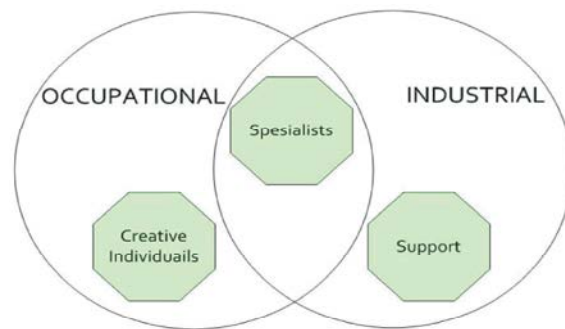 OCCUPATIONAL
INDUSTRIAL
Spesialists
Creative
Individuails
Support